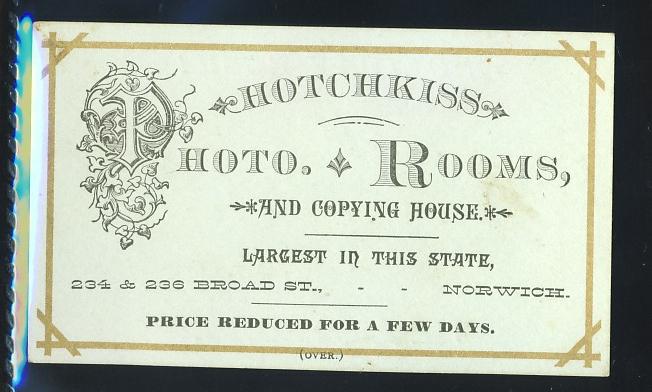 HOTCHKISS
PHOTO. ROOMS,
AND COPYING HOUSE.
LARGEST IN THIS STATE,
234 & 236 BROAD ST., - - NORWICH.
PRICE REDUCED FOR A FEW DAYS.
(OVER.)